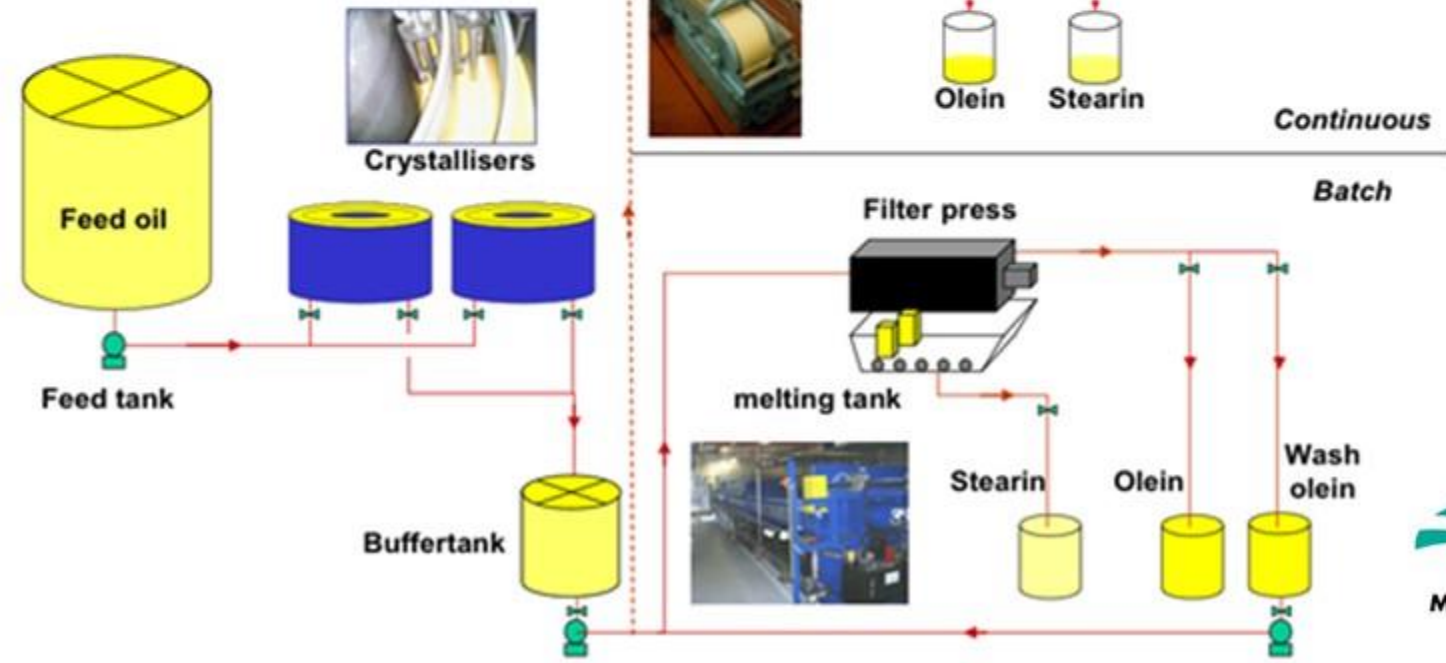 Olein
Stearin
Continuous
Crystallisers
Batch
Filter press
Feed oil
Feed tank
melting tank
Wash
olein
Stearin
Olein
Buffertank
M